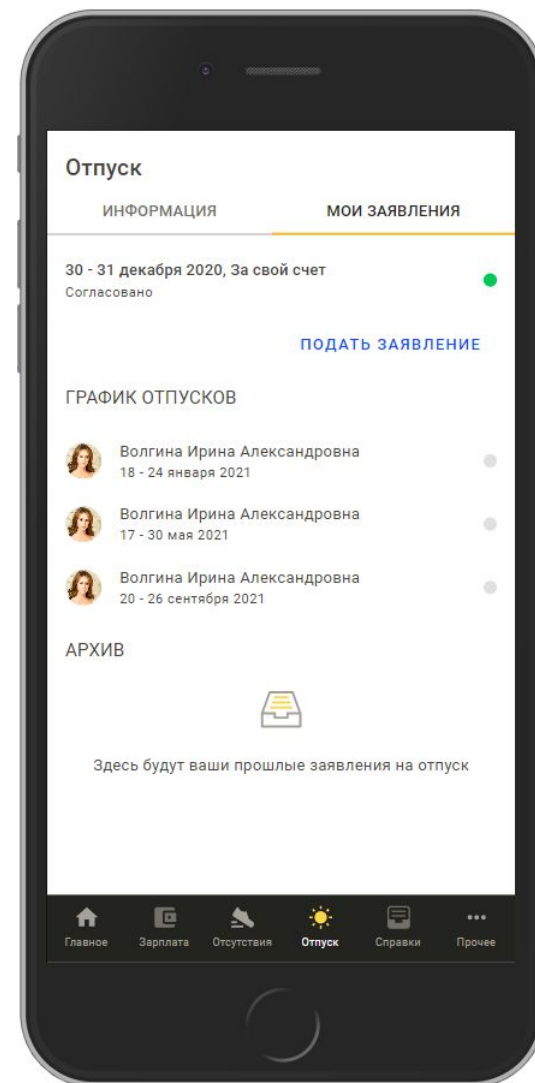 Отпуск
ИНФОРМАЦИЯ
МОИ ЗАЯВЛЕНИЯ
30 - 31 декабря 2020, За свой счет
Согласовано
ПОДАТЬ ЗАЯВЛЕНИЕ
ГРАФИК ОТПУСКОВ
Волгина Ирина Александровна
18 - 24 января 2021
Волгина Ирина Александровна
17 - 30 мая 2021
Волгина Ирина Александровна
20 - 26 сентября 2021
АРХИВ
Здесь будут ваши прошлые заявления на отпуск
Главное
Зарплата
Отсутствия
Отпуск
Справки
Прочее